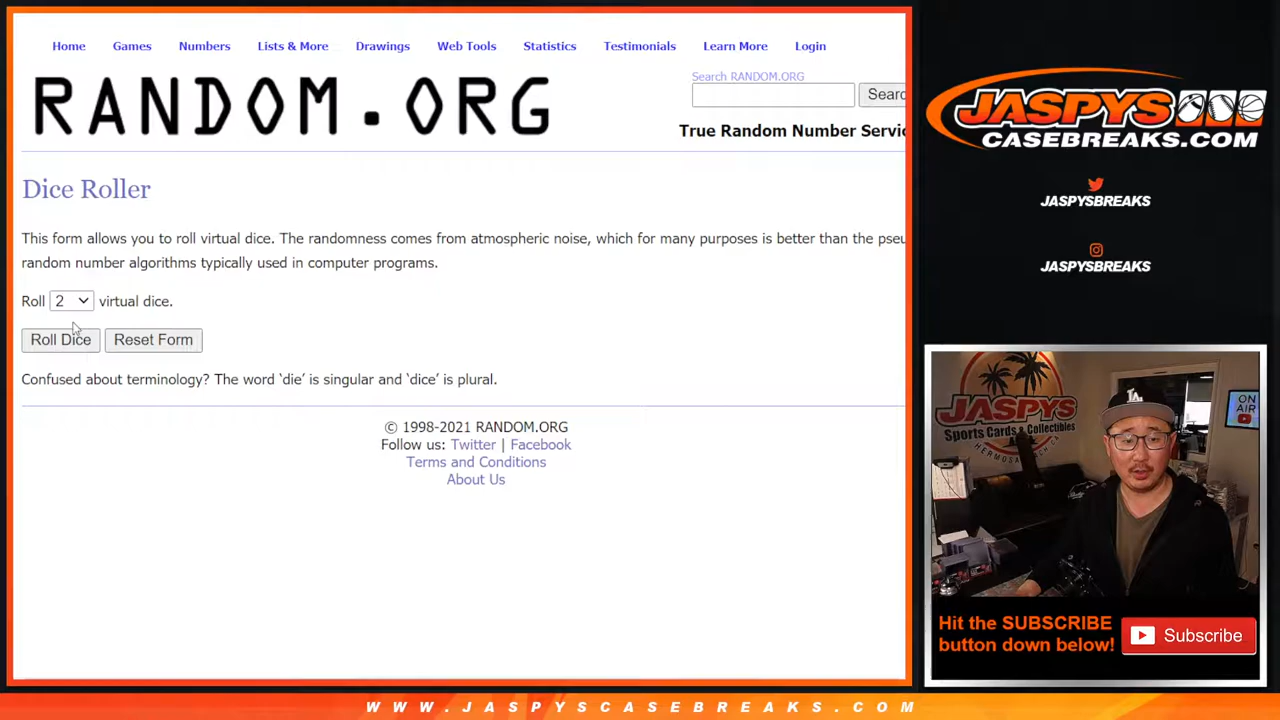 Home Games Numbers Lists & More Drawings Web Tools Statistics Testimonials Learn More Login
RANDOM.ORG
Search RANDOM.ORG
Searc
True Random Number Servic
Dice Roller
This form allows you to roll virtual dice. The randomness comes from atmospheric noise, which for many purposes is better than the pseu
random number algorithms typically used in computer programs.
Roll 2 virtual dice.
Roll Dice Reset Form
Confused about terminology? The word ‘die’ is singular and ‘dice’ is plural.
© 1998-2021 RANDOM.ORG
Follow us: Twitter | Facebook
Terms and Conditions
About Us
JASPYS
CASEBREAKS.COM
JASPYSBREAKS
JASPYSBREAKS
JASPYS
Sports Cards & Collectibles
HERMOSA BEACH CA
LA
ON
AIR
Hit the SUBSCRIBE
button down below!
Subscribe
WWW.JASPYSCASEBREAKS.COM